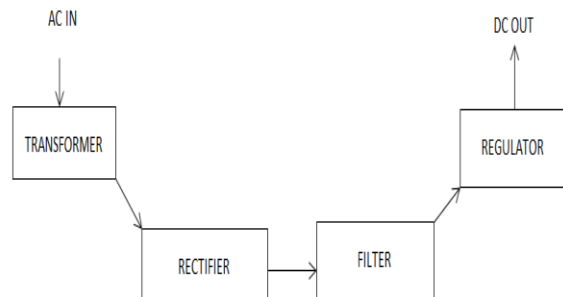 AC IN
DC OUT
TRANSFORMER
REGULATOR
RECTIFIER
FILTER